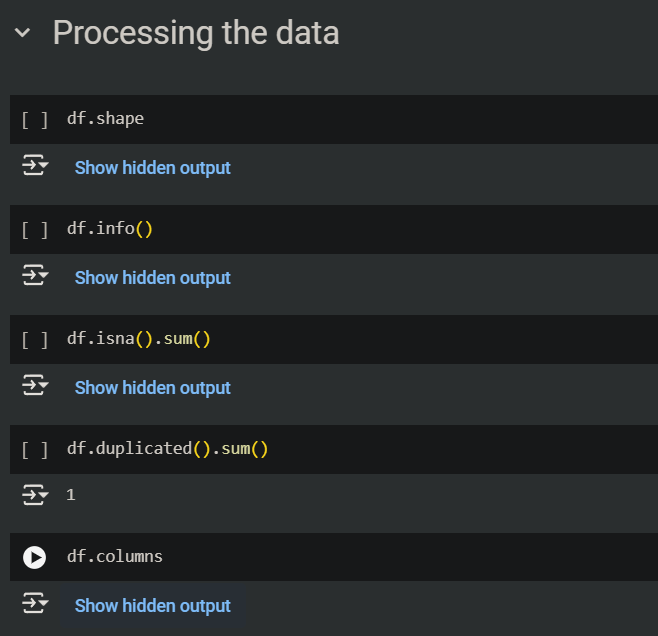 Processing the data
[ ] df.shape
Show hidden output
[ ] df.info()
Show hidden output
[ ] df.isna().sum()
Show hidden output
[ ] df.duplicated().sum()
1
df.columns
Show hidden output